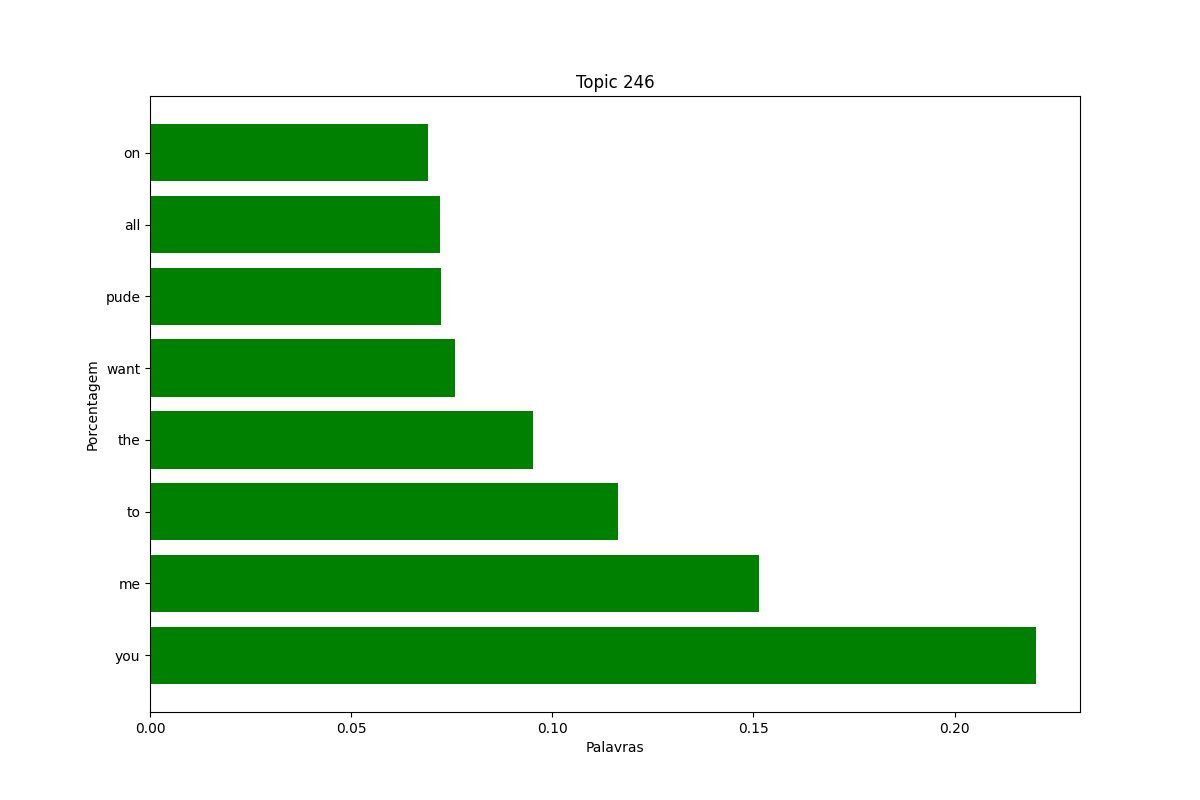 Topic 246
on
all
pude
want
the
to
me
you
Porcentagem
0.00 0.05 0.10 0.15 0.20
Palavras